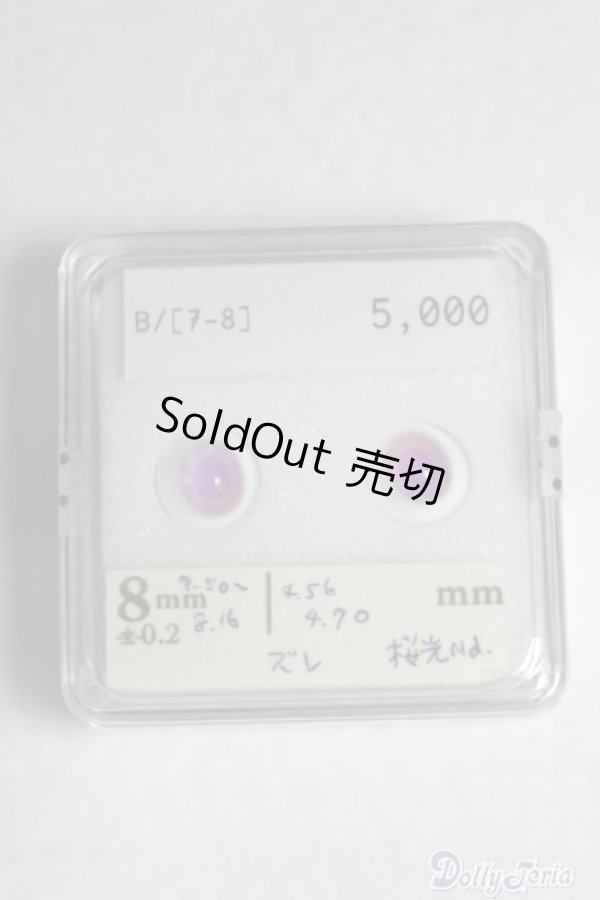 B/[7-8] 5,000
SoldOut 売切
8mm 7.50~ 4.56 mm
±0.2 8.16 4.70
ズレ 桜光Nd.
DollyTeria